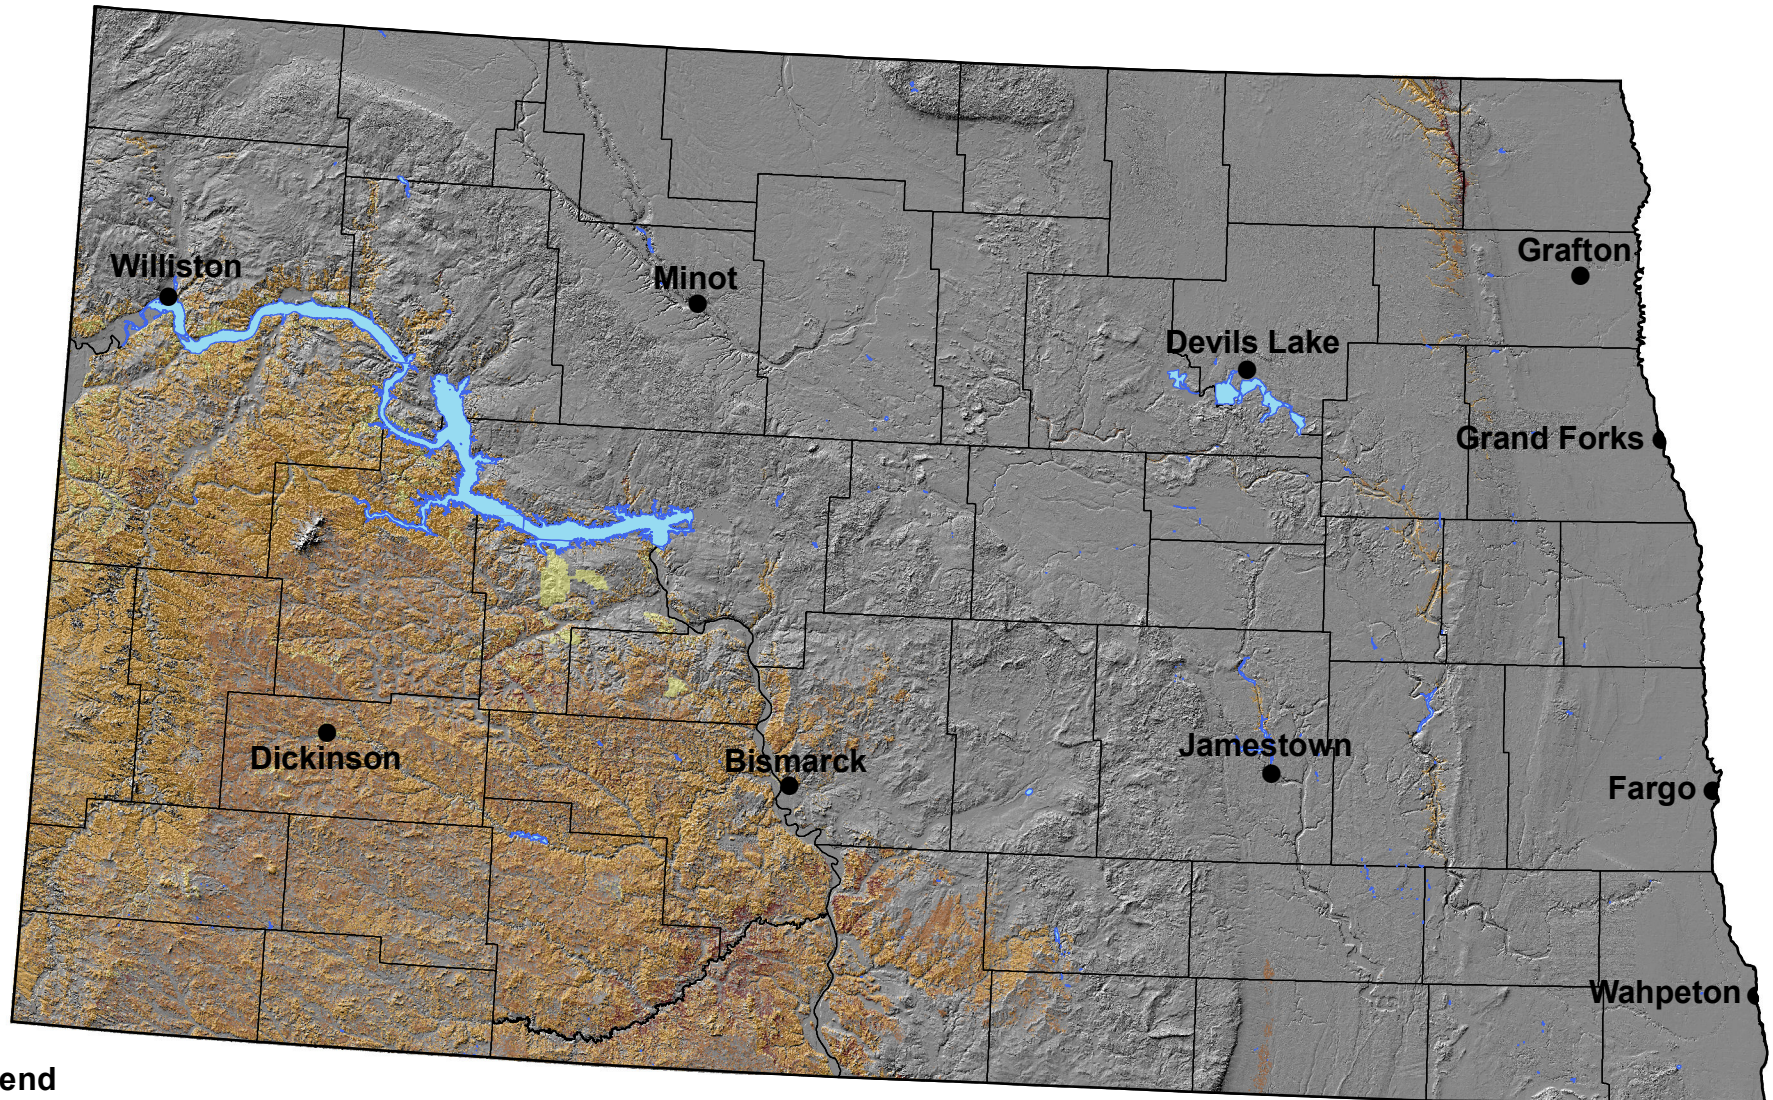 Williston
Minot
Grafton
Devils Lake
Grand Forks
Dickinson
Bismarck
Jamestown
Fargo
Wahpeton
end